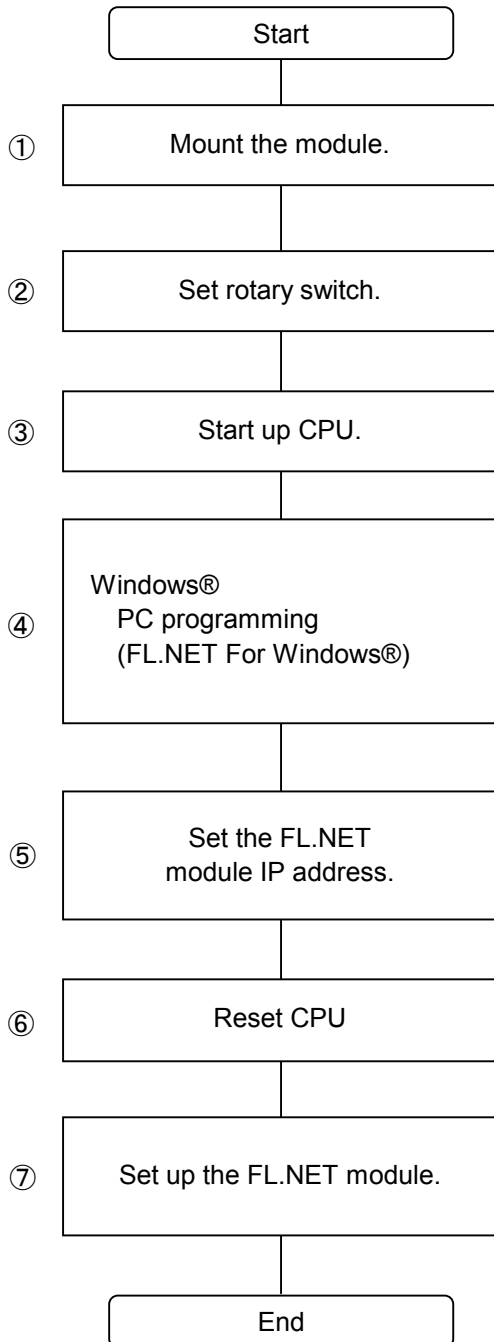 Start
① Mount the module.
② Set rotary switch.
③ Start up CPU.
④ Windows®
PC programming
(FL.NET For Windows®)
⑤ Set the FL.NET
module IP address.
⑥ Reset CPU
⑦ Set up the FL.NET module.
End